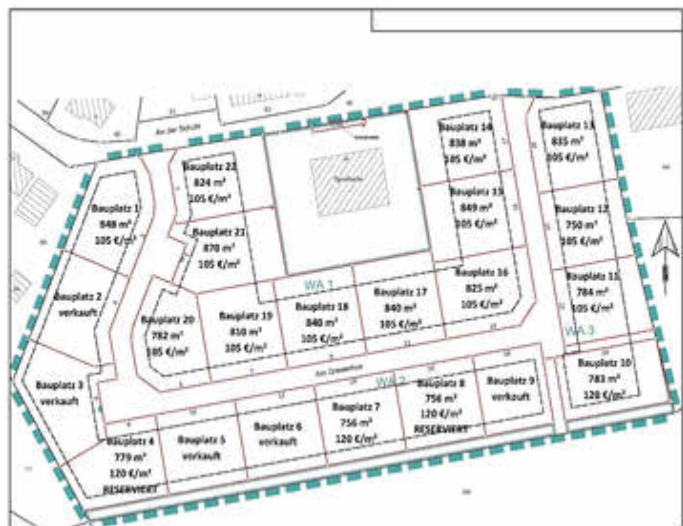 An der Schule
Bauplatz 22
824 m²
105 €/m²
Bauplatz 14
838 m²
105 €/m²
Bauplatz 13
835 m²
105 €/m²
Bauplatz 1
848 m²
105 €/m²
Bauplatz 21
870 m²
105 €/m²
Bauplatz 15
849 m²
105 €/m²
Bauplatz 12
750 m²
105 €/m²
Bauplatz 2
verkauft
WA 1
Bauplatz 16
825 m²
105 €/m²
Bauplatz 11
784 m²
105 €/m²
Bauplatz 20
782 m²
105 €/m²
Bauplatz 19
810 m²
105 €/m²
Bauplatz 18
840 m²
105 €/m²
Bauplatz 17
840 m²
105 €/m²
WA 3
Bauplatz 3
verkauft
WA 2
Bauplatz 10
783 m²
120 €/m²
Bauplatz 4
779 m²
120 €/m²
RESERVIERT
Bauplatz 5
verkauft
Bauplatz 6
verkauft
Bauplatz 7
756 m²
120 €/m²
Bauplatz 8
756 m²
120 €/m²
RESERVIERT
Bauplatz 9
verkauft